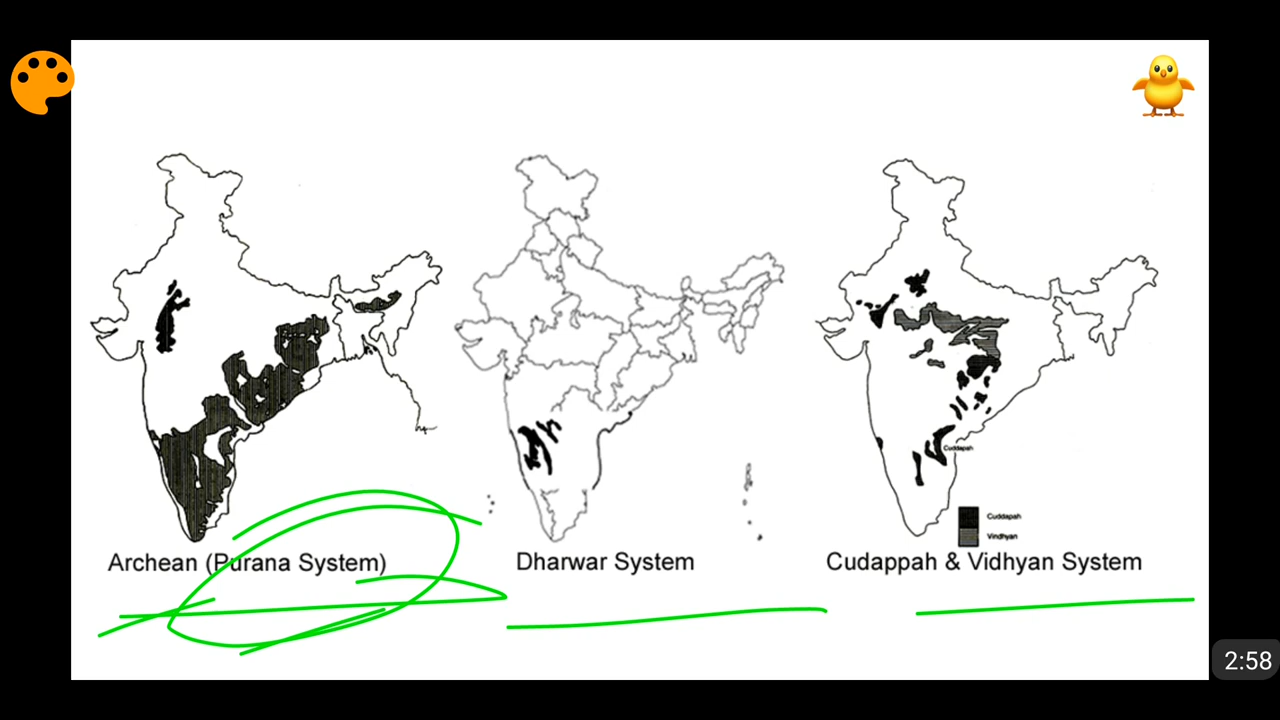 Cuddapah
Cuddapah
Vindhyan
Archean (Purana System)
Dharwar System
Cudappah & Vidhyan System
2:58